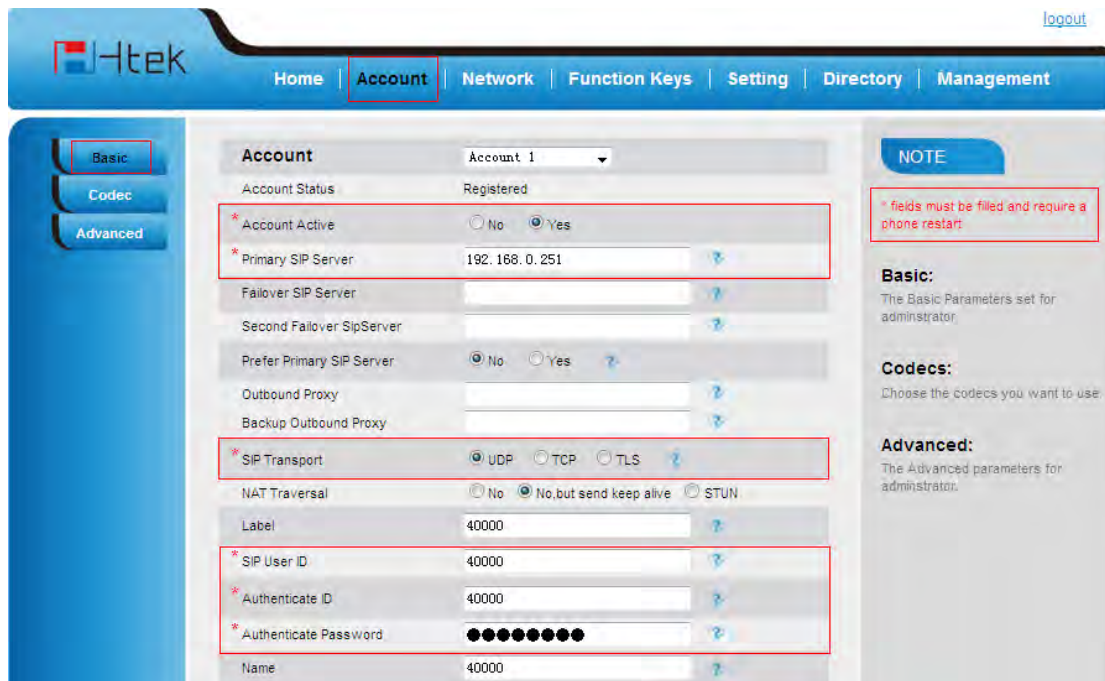 logout
Htek
Home | Account | Network | Function Keys | Setting | Directory | Management
Basic
Codec
Advanced
Account Account 1
Account Status Registered
* Account Active No Yes
* Primary SIP Server 192.168.0.251 ?
Failover SIP Server ?
Second Failover SipServer ?
Prefer Primary SIP Server No Yes ?
Outbound Proxy ?
Backup Outbound Proxy ?
* SIP Transport UDP TCP TLS ?
NAT Traversal No No,but send keep alive STUN
Label 40000 ?
* SIP User ID 40000 ?
* Authenticate ID 40000 ?
* Authenticate Password ●●●●●●●● ?
Name 40000 ?
NOTE
* fields must be filled and require a
phone restart
Basic:
The Basic Parameters set for
adminstrator
Codecs:
Choose the codecs you want to use
Advanced:
The Advanced parameters for
adminstrator.